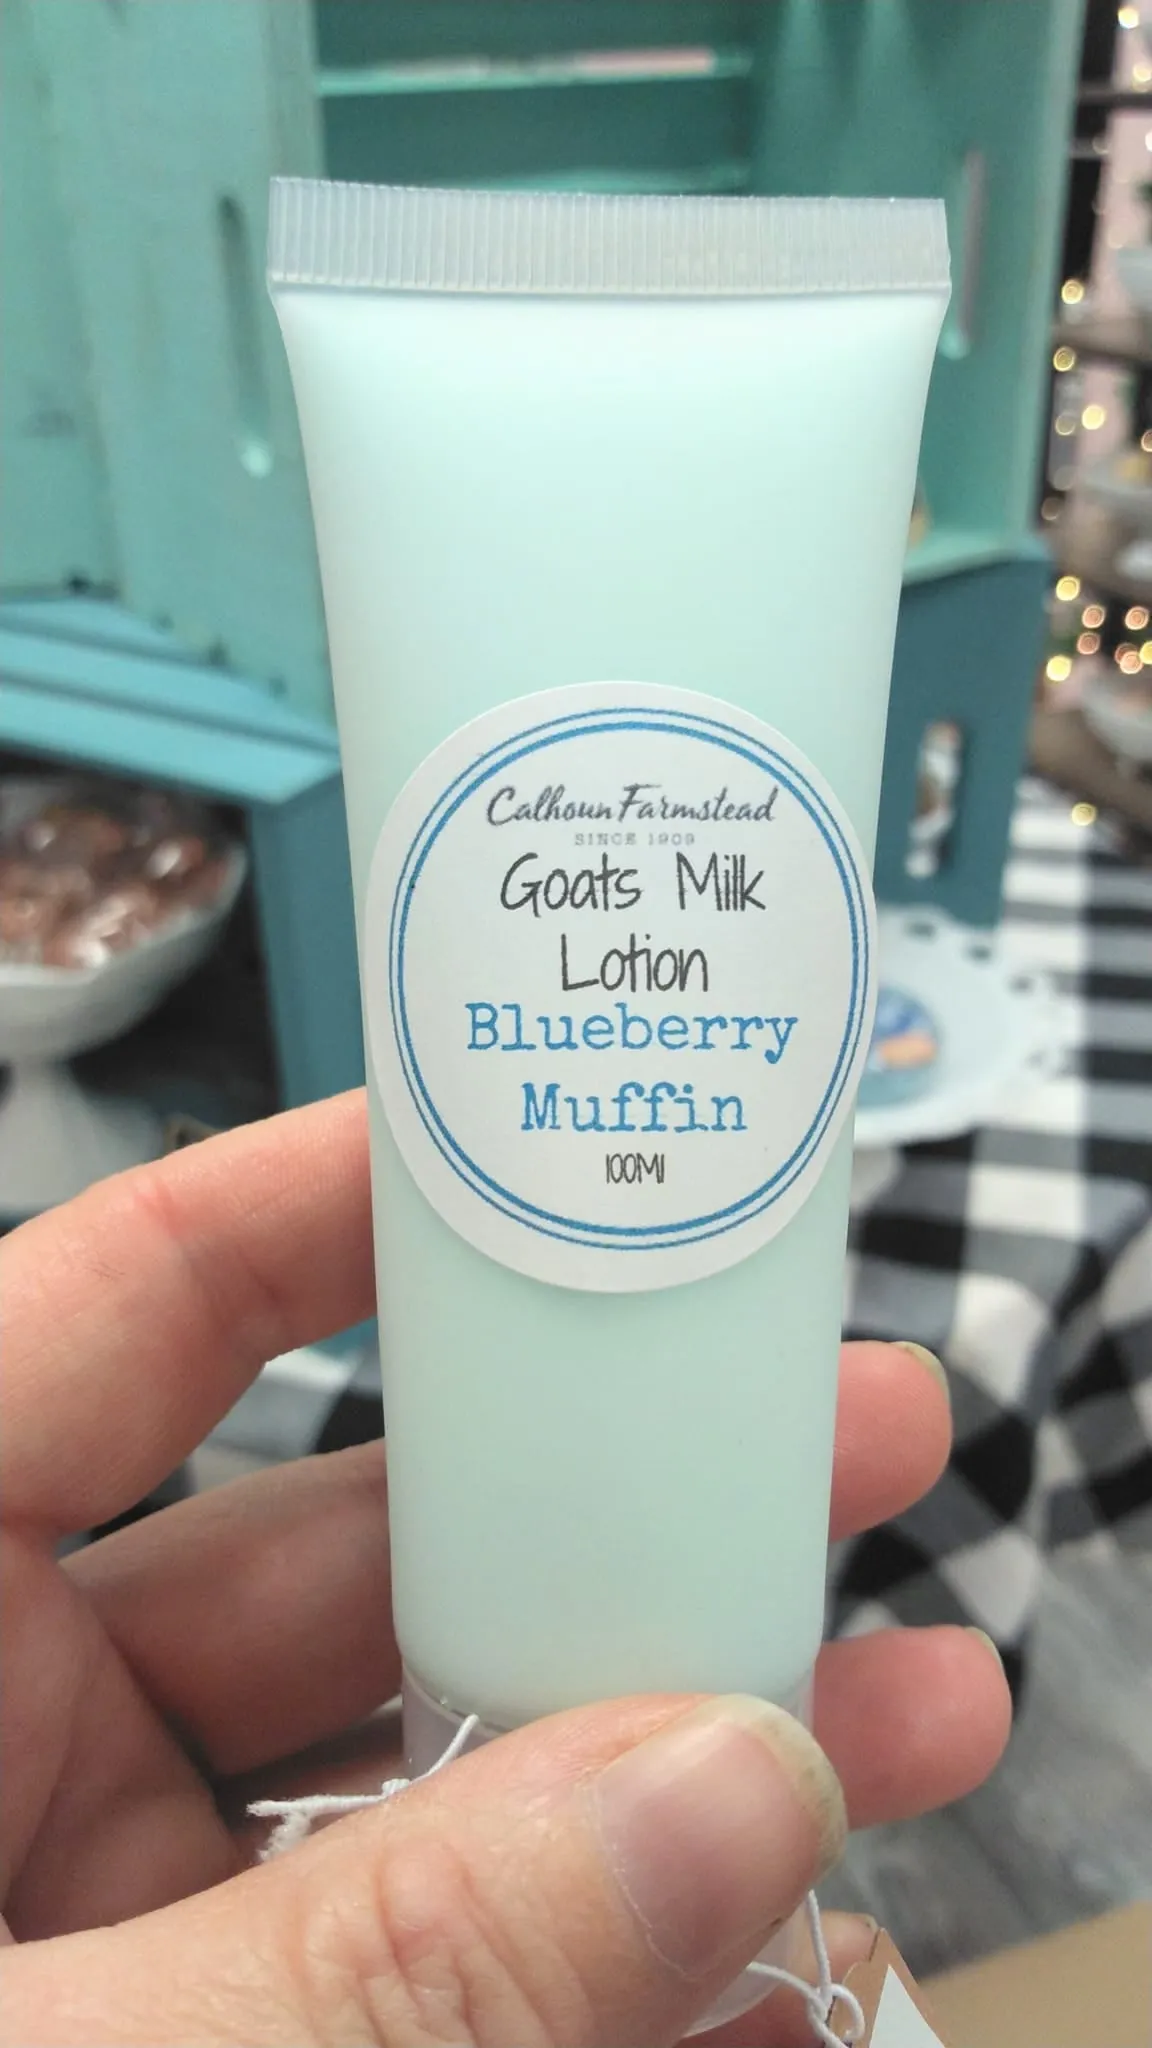 Calhoun Farmstead
SINCE 1909
Goats Milk
Lotion
Blueberry
Muffin
100Ml